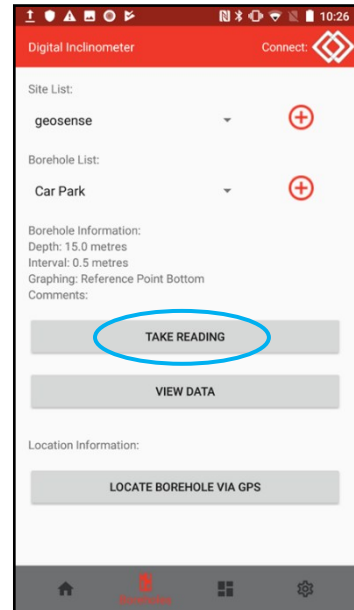 10:26
Digital Inclinometer
Connect:
Site List:
geosense
Borehole List:
Car Park
Borehole Information:
Depth: 15.0 metres
Interval: 0.5 metres
Graphing: Reference Point Bottom
Comments:
TAKE READING
VIEW DATA
Location Information:
LOCATE BOREHOLE VIA GPS
Boreholes